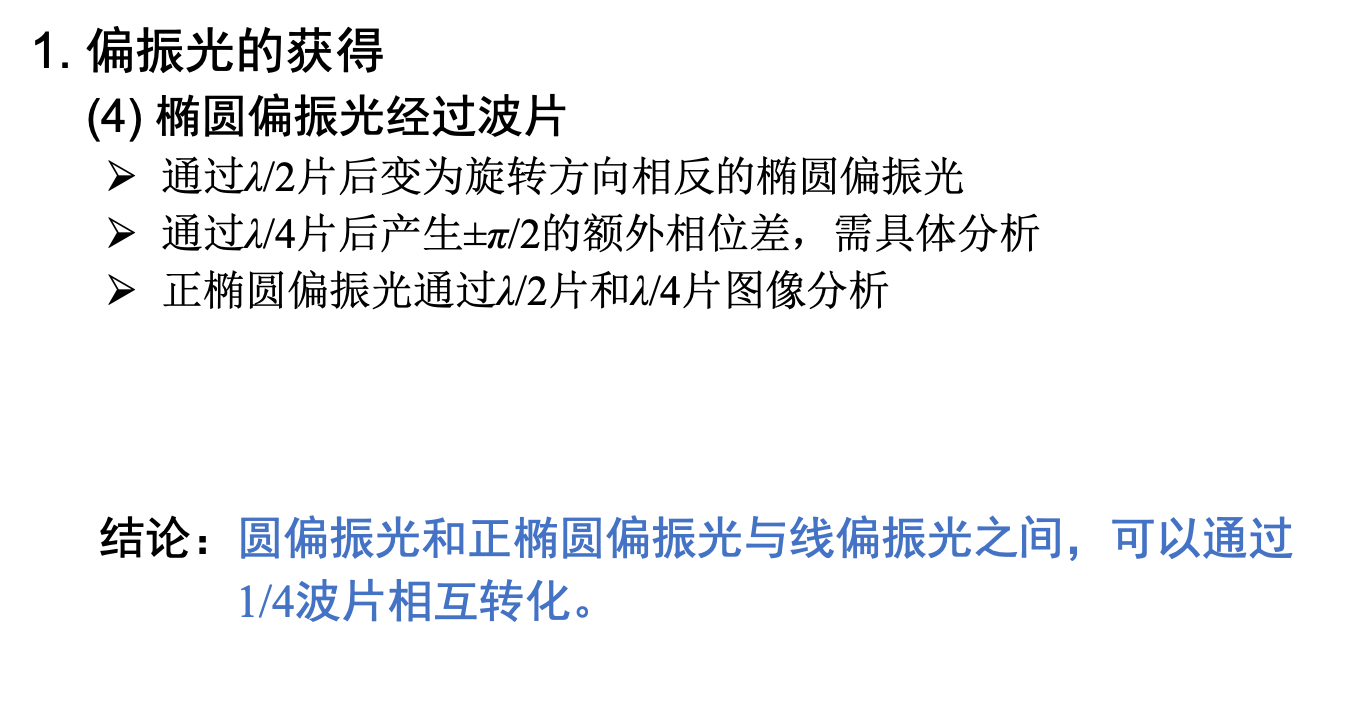 1. 偏振光的获得
(4) 椭圆偏振光经过波片
➢ 通过λ/2片后变为旋转方向相反的椭圆偏振光
➢ 通过λ/4片后产生±π/2的额外相位差，需具体分析
➢ 正椭圆偏振光通过λ/2片和λ/4片图像分析
结论：圆偏振光和正椭圆偏振光与线偏振光之间，可以通过
1/4波片相互转化。